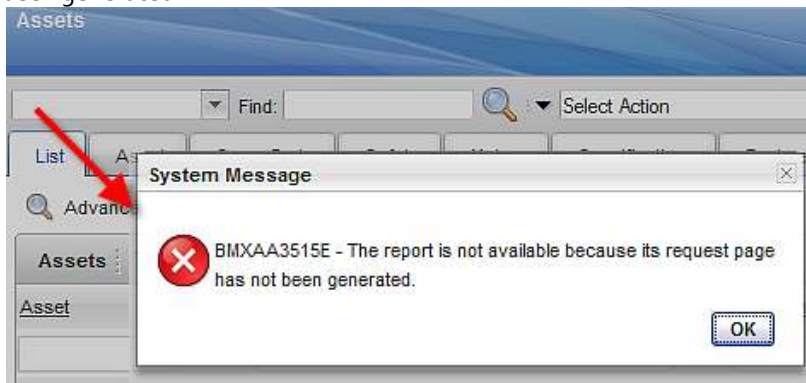 Assets
Find:
Select Action
List
System Message
Advance
Assets
BMXAA3515E - The report is not available because its request page
has not been generated.
Asset
OK